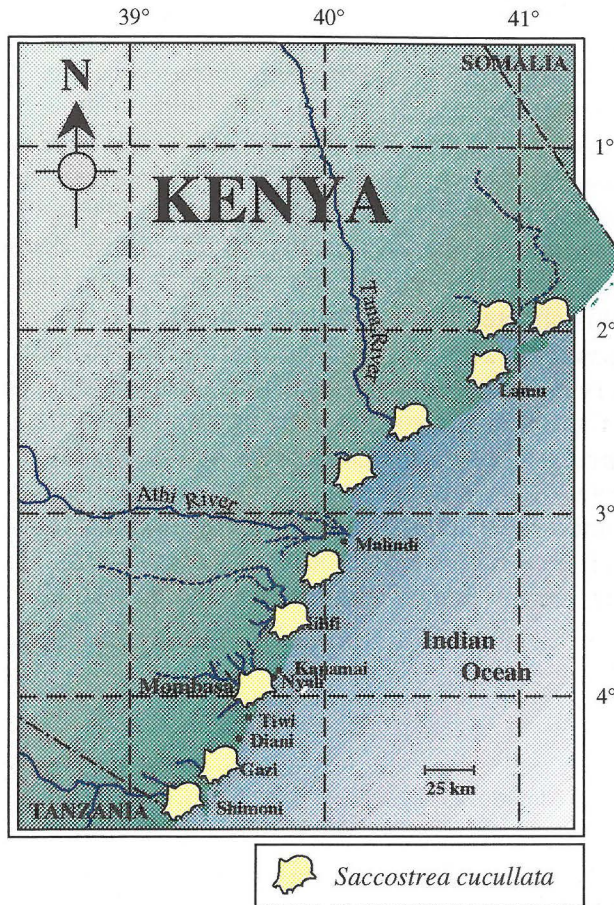 39° 40° 41°
SOMALIA
N
1°
KENYA
Tana River
2°
Lamu
Athi River
3°
Malindi
Indian
Ocean
Kanamai
Mombasa Nyali
4°
Tiwi
Diani
Gazi
25 km
TANZANIA
Shimoni
Saccostrea cucullata